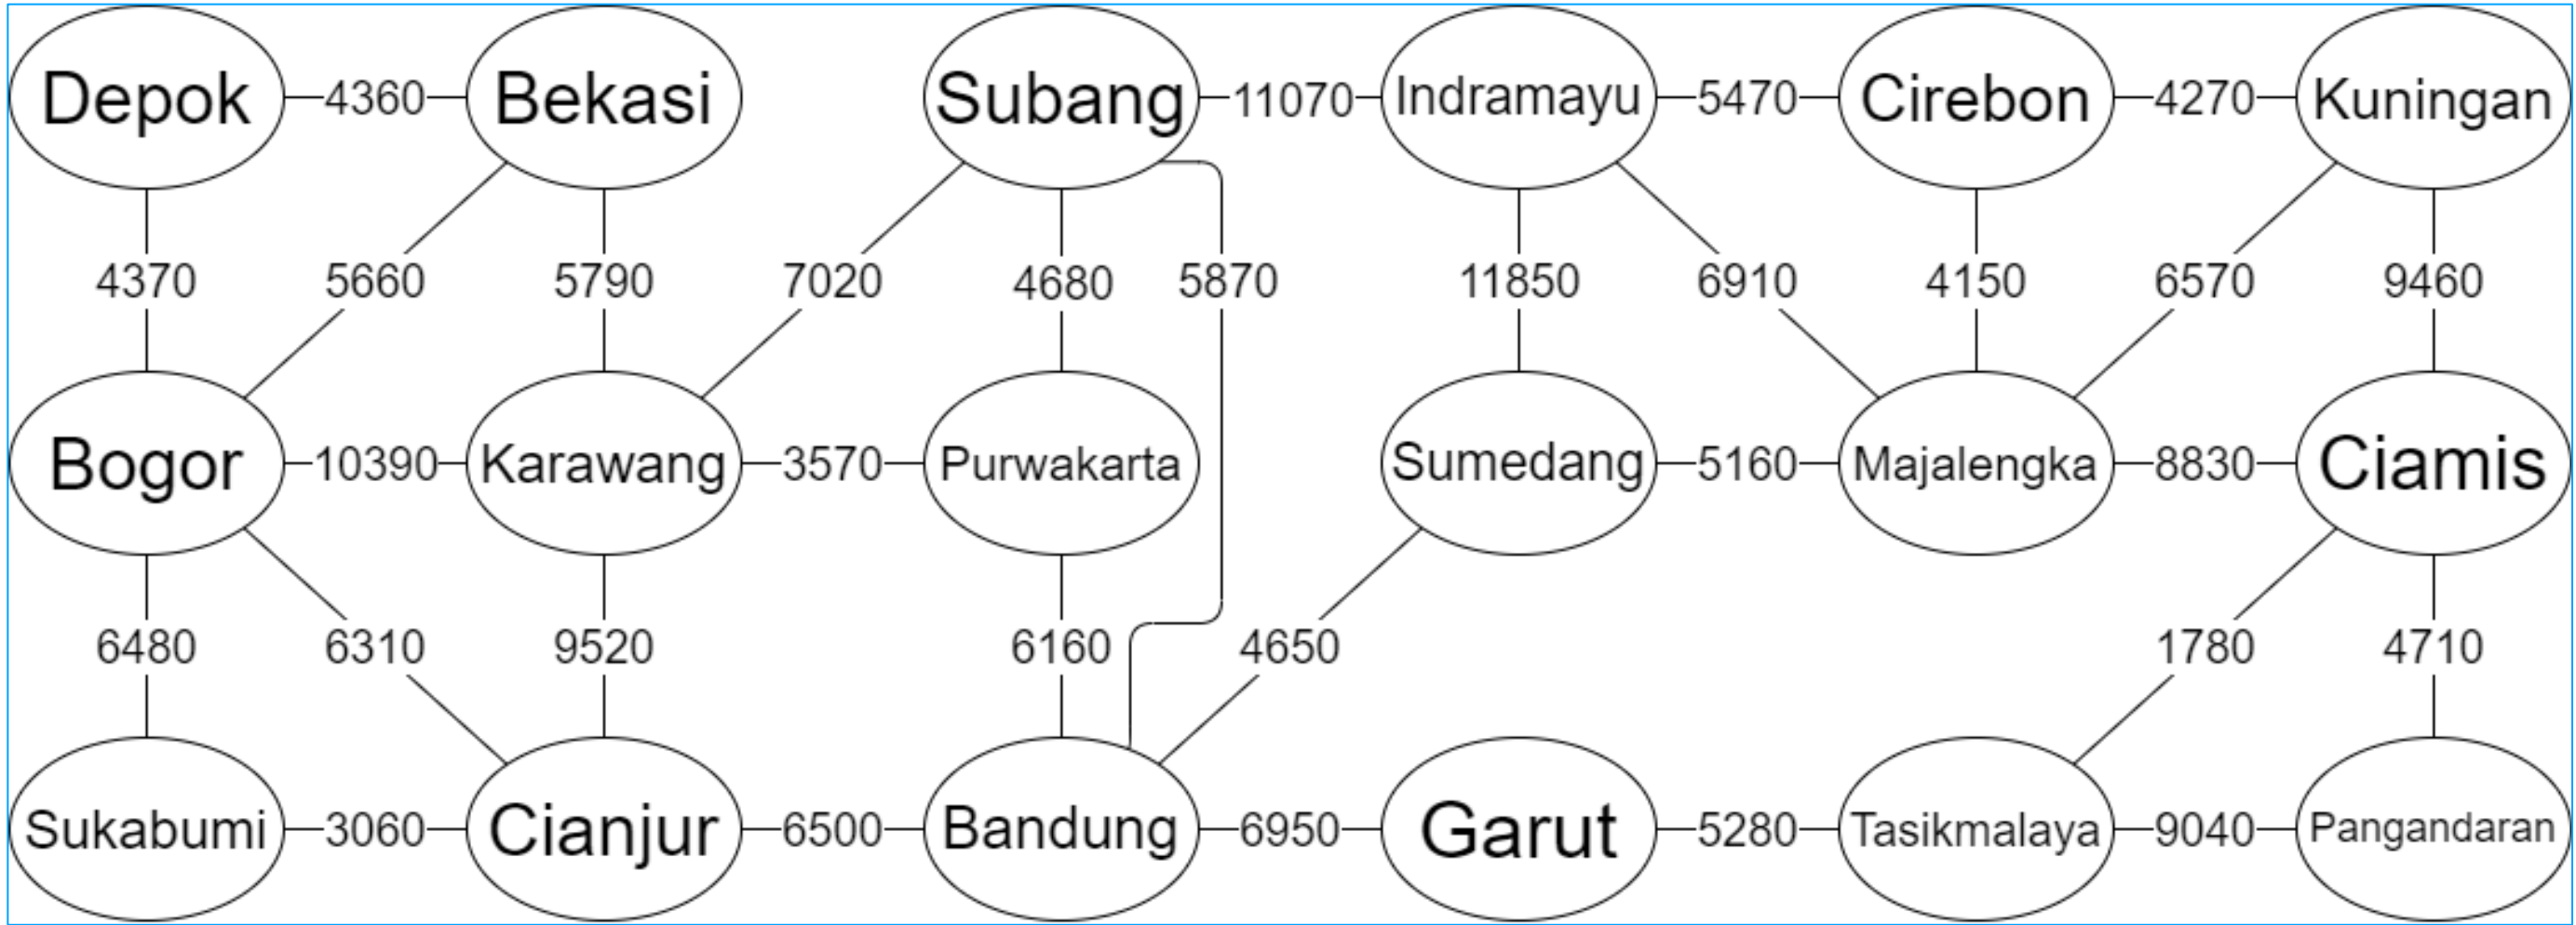 Depok 4360 Bekasi Subang 11070 Indramayu 5470 Cirebon 4270 Kuningan
4370 5660 5790 7020 4680 5870 11850 6910 4150 6570 9460
Bogor 10390 Karawang 3570 Purwakarta Sumedang 5160 Majalengka 8830 Ciamis
6480 6310 9520 6160 4650 1780 4710
Sukabumi 3060 Cianjur 6500 Bandung 6950 Garut 5280 Tasikmalaya 9040 Pangandaran